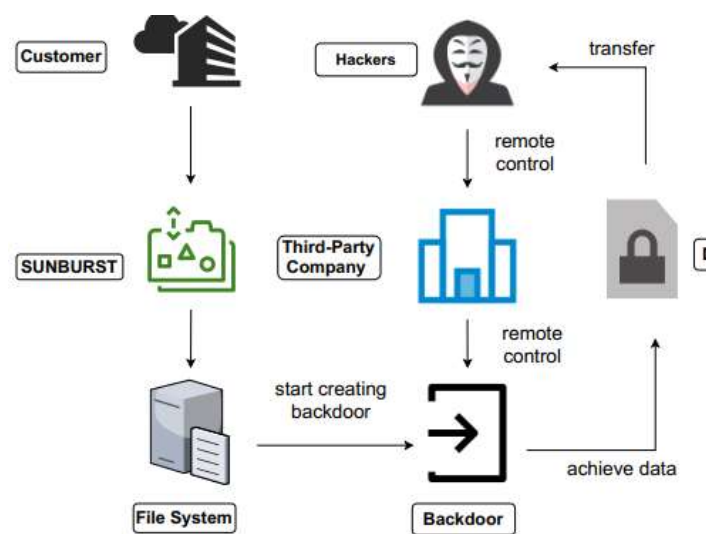 Customer
Hackers
transfer
remote
control
SUNBURST
Third-Party
Company
remote
control
start creating
backdoor
achieve data
File System
Backdoor